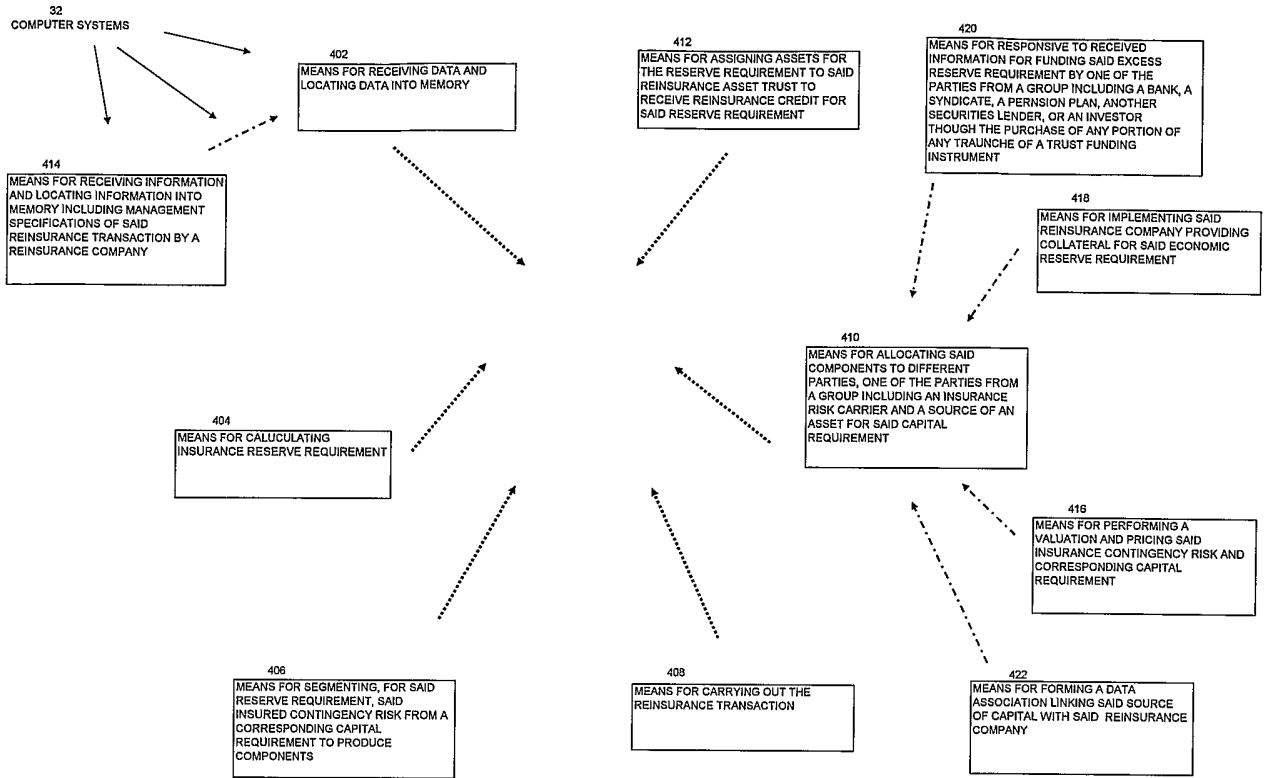 32
COMPUTER SYSTEMS
402
MEANS FOR RECEIVING DATA AND
LOCATING DATA INTO MEMORY
412
MEANS FOR ASSIGNING ASSETS FOR
THE RESERVE REQUIREMENT TO SAID
REINSURANCE ASSET TRUST TO
RECEIVE REINSURANCE CREDIT FOR
SAID RESERVE REQUIREMENT
420
MEANS FOR RESPONSIVE TO RECEIVED
INFORMATION FOR FUNDING SAID EXCESS
RESERVE REQUIREMENT BY ONE OF THE
PARTIES FROM A GROUP INCLUDING A BANK, A
SYNDICATE, A PERNSION PLAN, ANOTHER
SECURITIES LENDER, OR AN INVESTOR
THOUGH THE PURCHASE OF ANY PORTION OF
ANY TRAUNCHE OF A TRUST FUNDING
INSTRUMENT
414
MEANS FOR RECEIVING INFORMATION
AND LOCATING INFORMATION INTO
MEMORY INCLUDING MANAGEMENT
SPECIFICATIONS OF SAID
REINSURANCE TRANSACTION BY A
REINSURANCE COMPANY
418
MEANS FOR IMPLEMENTING SAID
REINSURANCE COMPANY PROVIDING
COLLATERAL FOR SAID ECONOMIC
RESERVE REQUIREMENT
410
MEANS FOR ALLOCATING SAID
COMPONENTS TO DIFFERENT
PARTIES, ONE OF THE PARTIES FROM
A GROUP INCLUDING AN INSURANCE
RISK CARRIER AND A SOURCE OF AN
ASSET FOR SAID CAPITAL
REQUIREMENT
404
MEANS FOR CALUCULATING
INSURANCE RESERVE REQUIREMENT
416
MEANS FOR PERFORMING A
VALUATION AND PRICING SAID
INSURANCE CONTINGENCY RISK AND
CORRESPONDING CAPITAL
REQUIREMENT
406
MEANS FOR SEGMENTING, FOR SAID
RESERVE REQUIREMENT, SAID
INSURED CONTINGENCY RISK FROM A
CORRESPONDING CAPITAL
REQUIREMENT TO PRODUCE
COMPONENTS
408
MEANS FOR CARRYING OUT THE
REINSURANCE TRANSACTION
422
MEANS FOR FORMING A DATA
ASSOCIATION LINKING SAID SOURCE
OF CAPITAL WITH SAID REINSURANCE
COMPANY